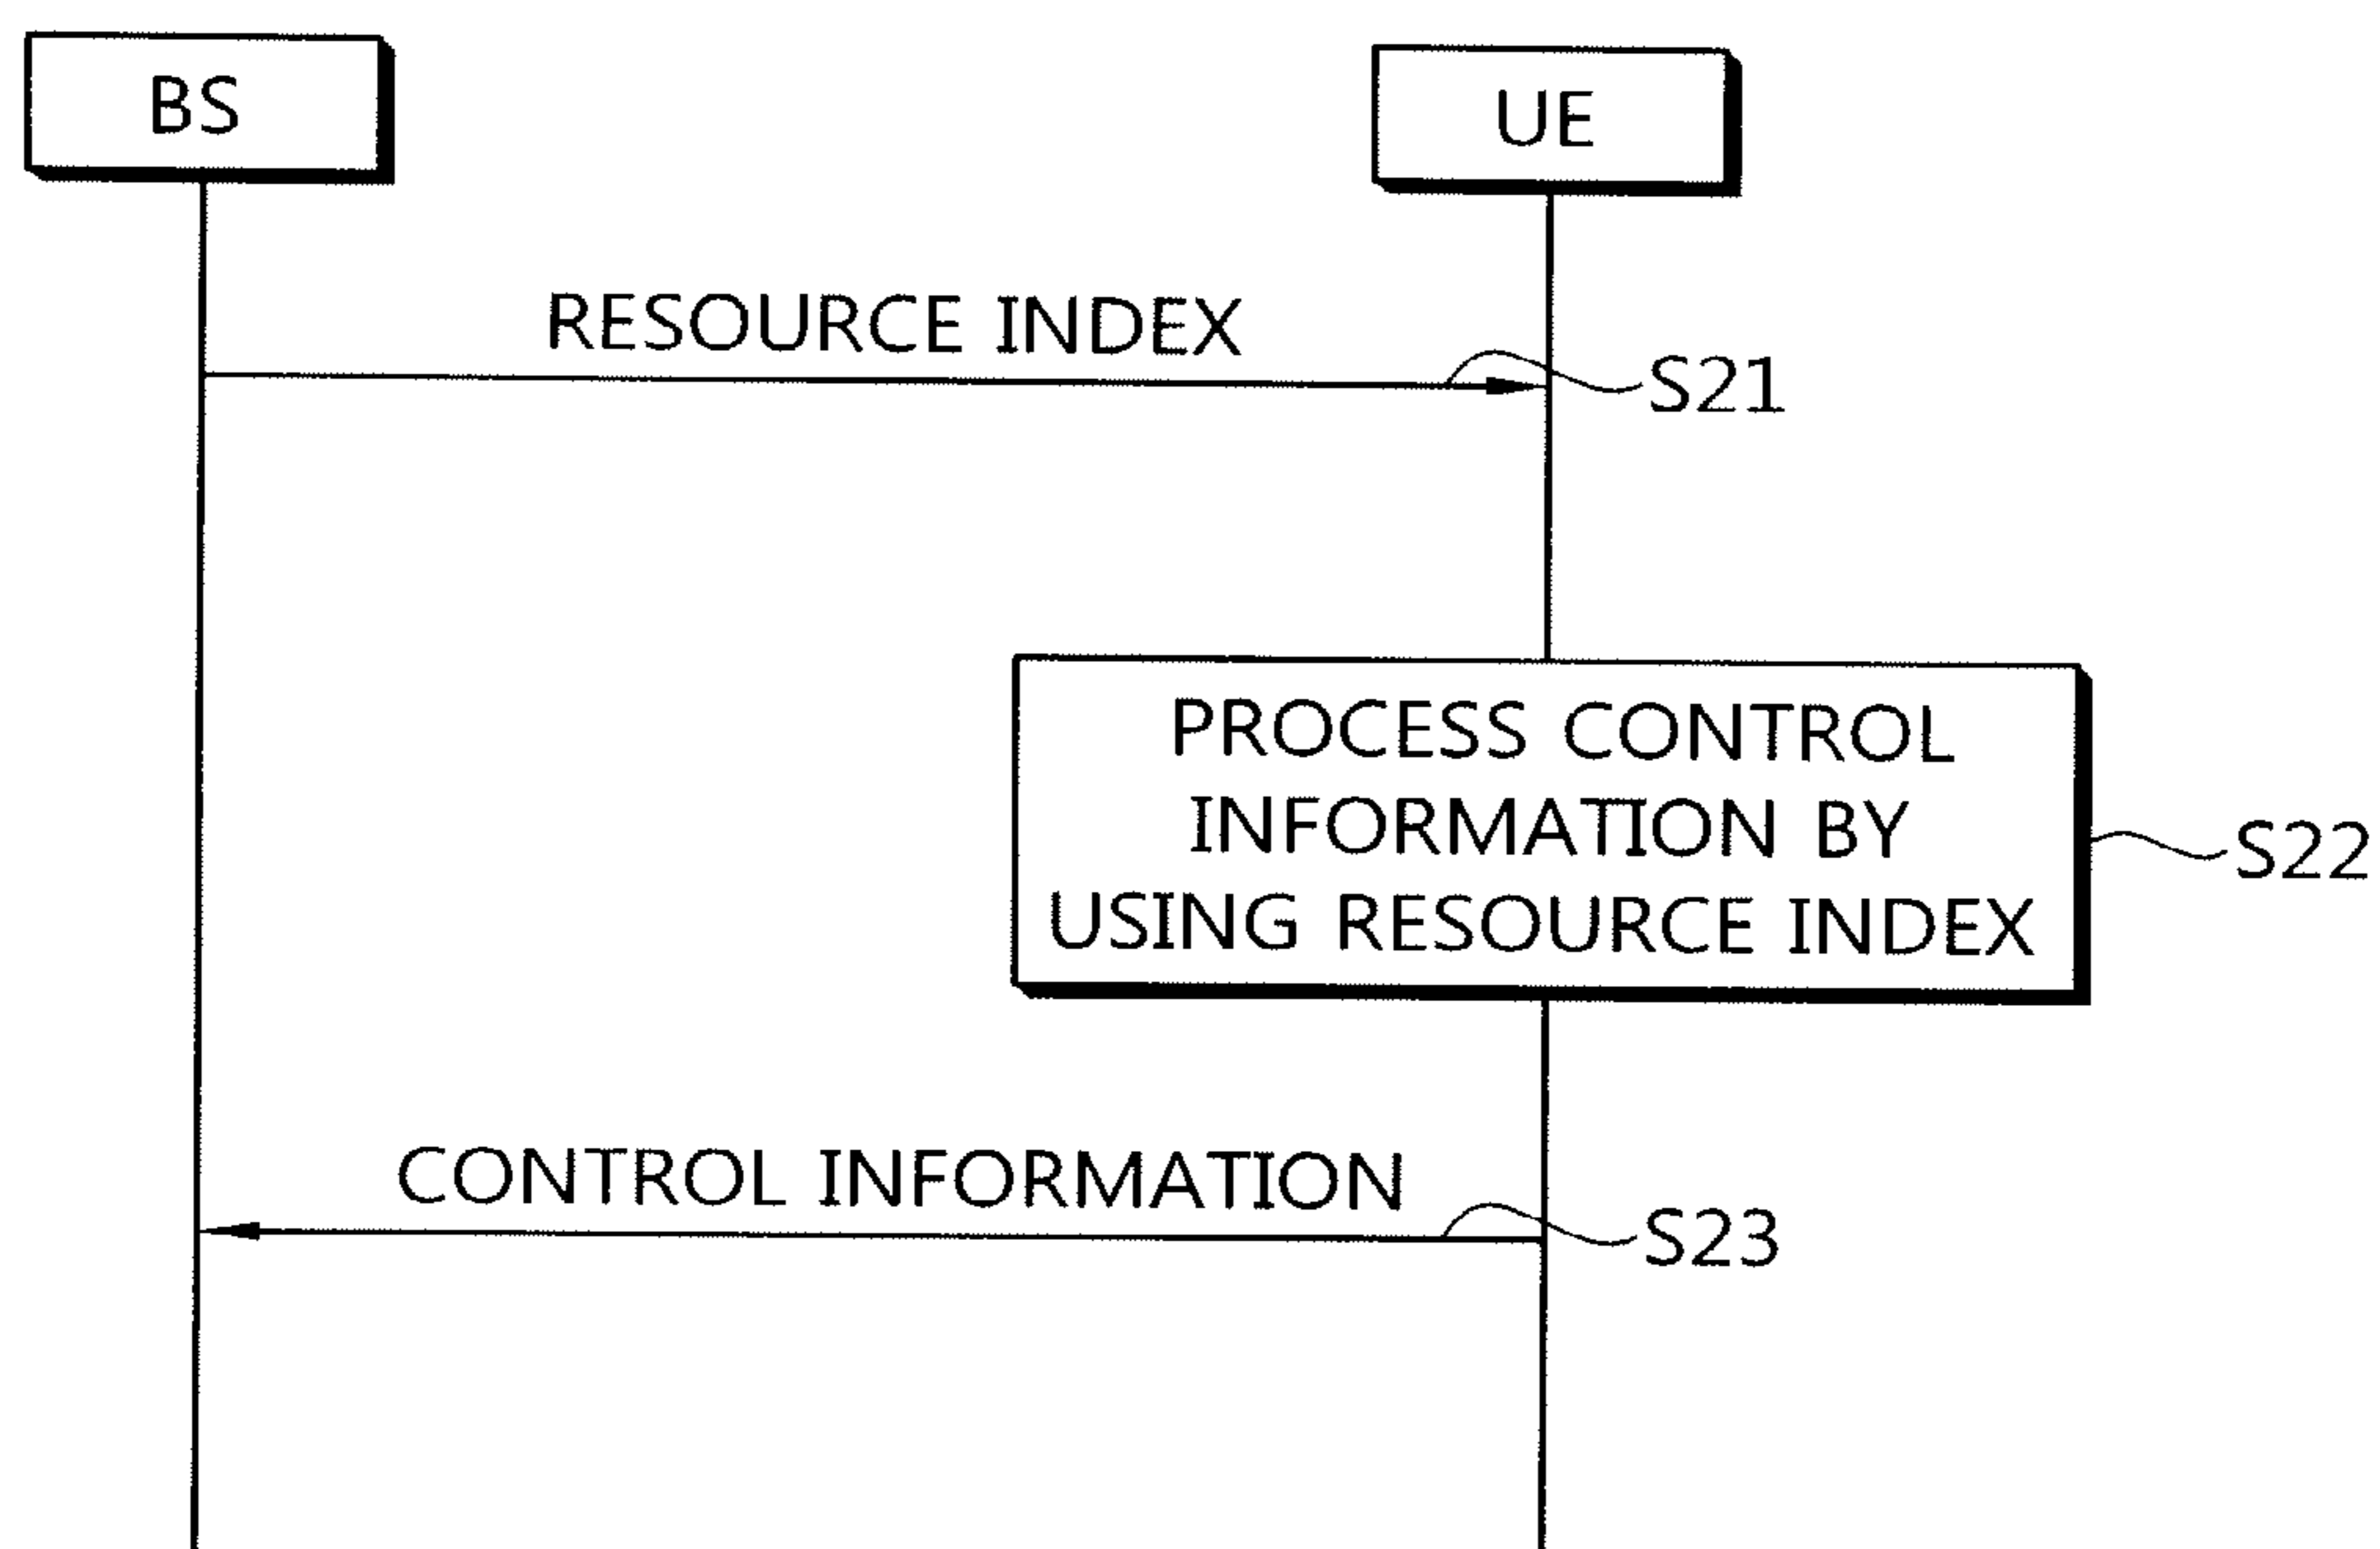 BS
UE
RESOURCE INDEX
S21
PROCESS CONTROL
INFORMATION BY
USING RESOURCE INDEX
S22
CONTROL INFORMATION
S23